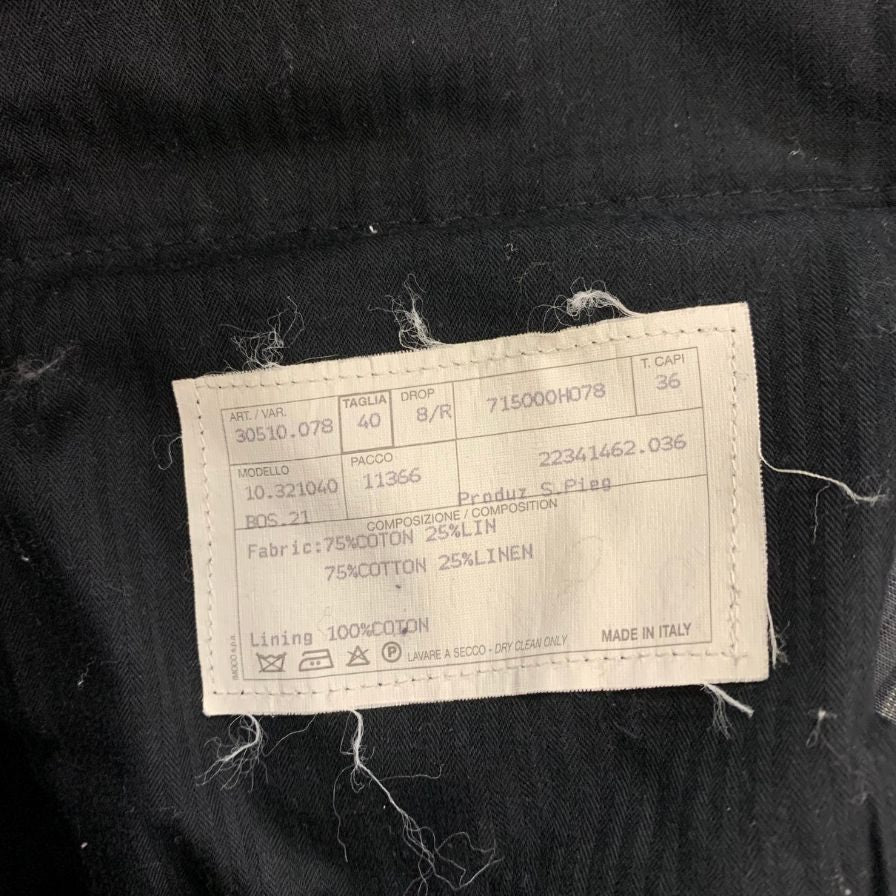 ART./ VAR. TAGLIA DROP T. CAPI
30510.078 40 8/R 715000H078 36
MODELLO PACCO
10.321040 11366 22341462.036
BOS.21 Produz S.Pieg
COMPOSIZIONE / COMPOSITION
Fabric:75%COTON 25%LIN
75%COTTON 25%LINEN
Lining 100%COTON
P LAVARE A SECCO - DRY CLEAN ONLY MADE IN ITALY